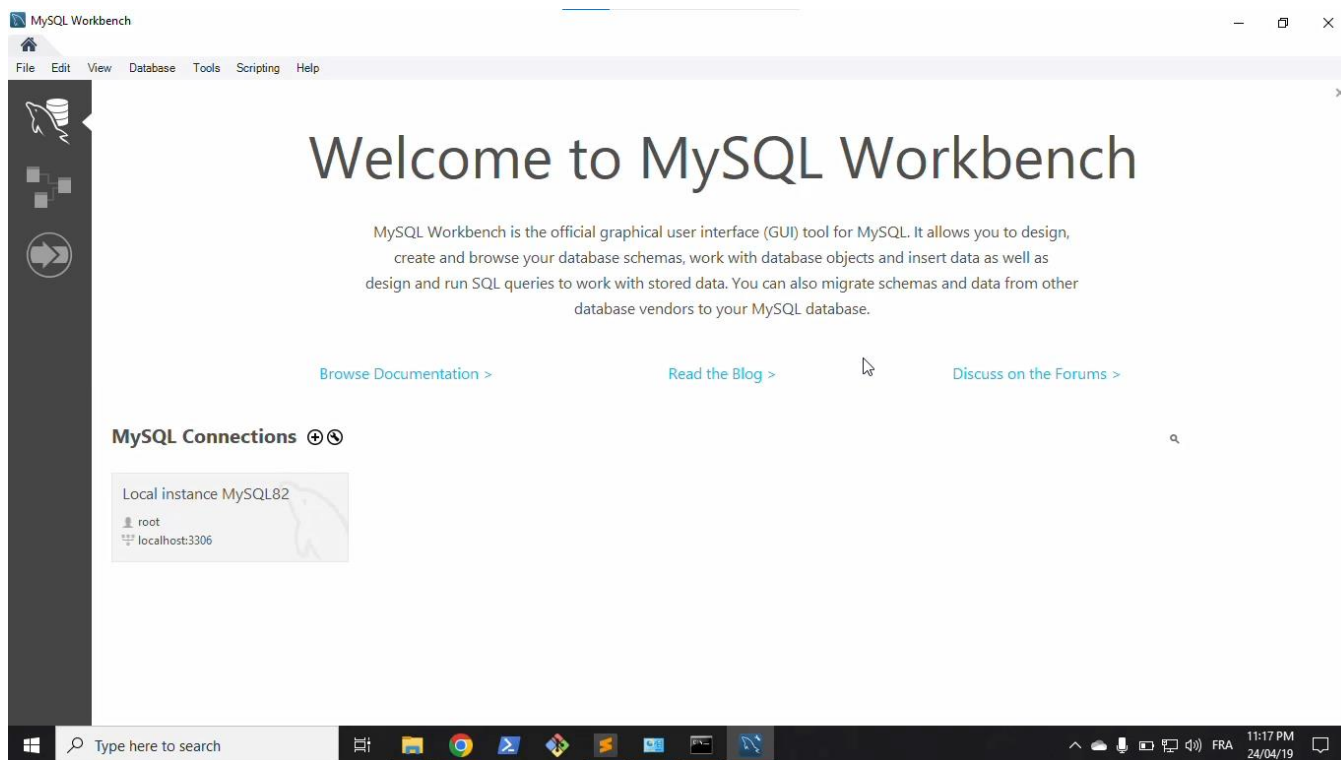 MySQL Workbench
File Edit View Database Tools Scripting Help
Welcome to MySQL Workbench
MySQL Workbench is the official graphical user interface (GUI) tool for MySQL. It allows you to design,
create and browse your database schemas, work with database objects and insert data as well as
design and run SQL queries to work with stored data. You can also migrate schemas and data from other
database vendors to your MySQL database.
Browse Documentation > Read the Blog > Discuss on the Forums >
MySQL Connections
Local instance MySQL82
root
localhost:3306
Type here to search
FRA
11:17 PM
24/04/19